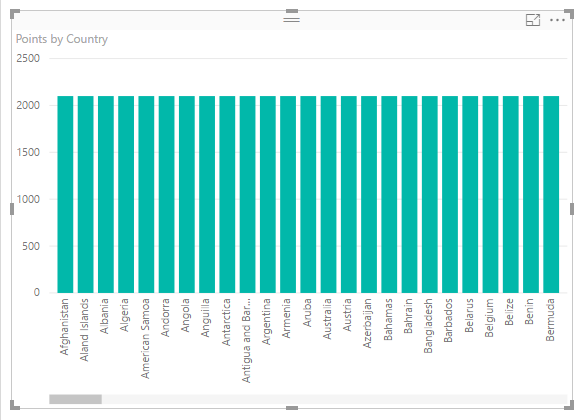 Points by Country
2500
2000
1500
1000
500
0
Afghanistan
Aland Islands
Albania
Algeria
American Samoa
Andorra
Angola
Anguilla
Antarctica
Antigua and Bar...
Argentina
Armenia
Aruba
Australia
Austria
Azerbaijan
Bahamas
Bahrain
Bangladesh
Barbados
Belarus
Belgium
Belize
Benin
Bermuda